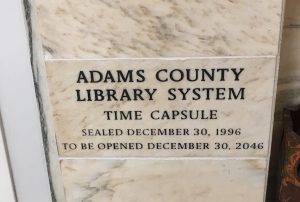 ADAMS COUNTY
LIBRARY SYSTEM
TIME CAPSULE
SEALED DECEMBER 30, 1996
TO BE OPENED DECEMBER 30, 2046